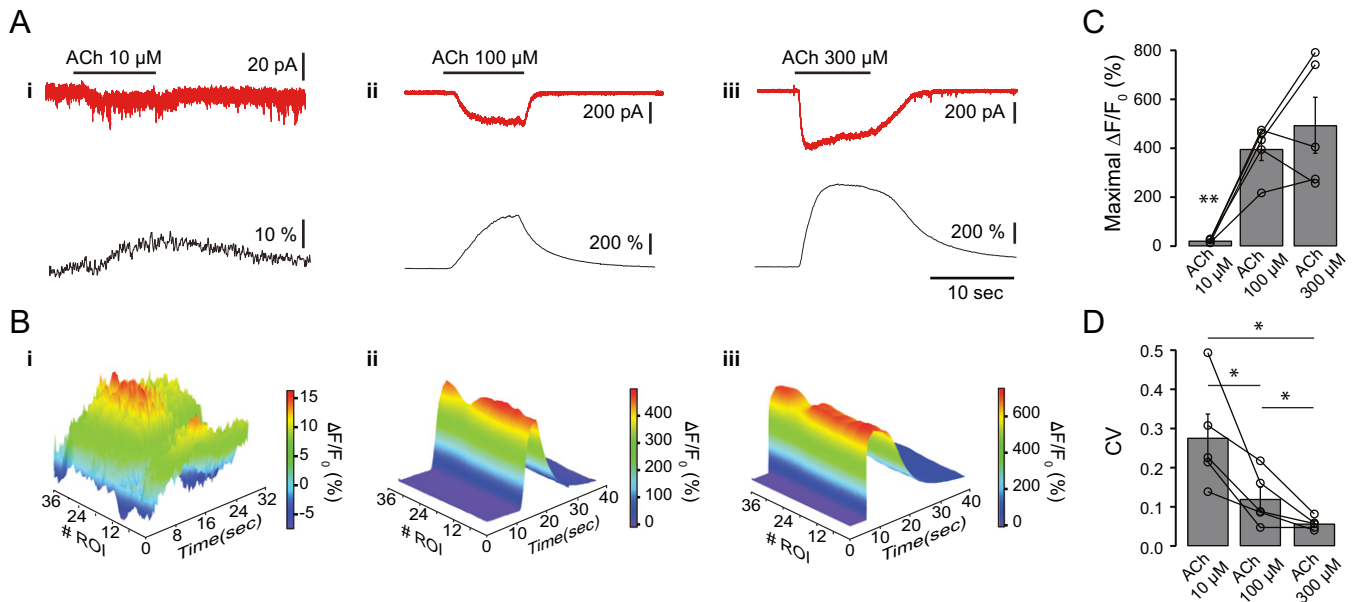 A
i
ACh 10 µM
20 pA
ii
ACh 100 µM
200 pA
iii
ACh 300 µM
200 pA
10 %
200 %
200 %
10 sec
B
i
15
10
5
0
-5
ΔF/F0 (%)
36
24
12
0
# ROI
8
16
24
32
Time(sec)
ii
400
300
200
100
0
ΔF/F0 (%)
36
24
12
0
# ROI
10
20
30
40
Time(sec)
iii
600
400
200
0
ΔF/F0 (%)
36
24
12
0
# ROI
10
20
30
40
Time(sec)
C
800
600
400
200
0
Maximal ΔF/F0 (%)
**
ACh
10 µM
ACh
100 µM
ACh
300 µM
D
0.5
0.4
0.3
0.2
0.1
0.0
CV
*
*
*
ACh
10 µM
ACh
100 µM
ACh
300 µM